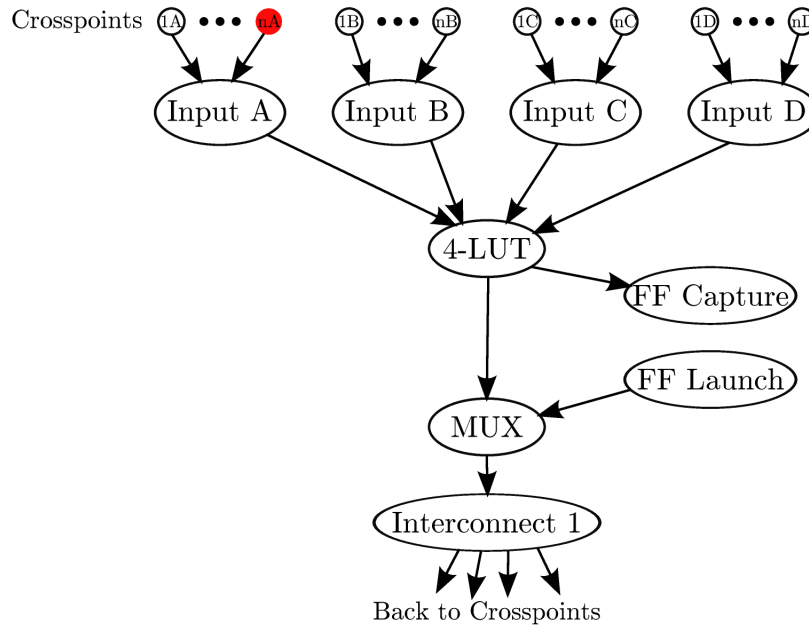 Crosspoints 1A nA 1B nB 1C nC 1D nD
Input A Input B Input C Input D
4-LUT
FF Capture
FF Launch
MUX
Interconnect 1
Back to Crosspoints